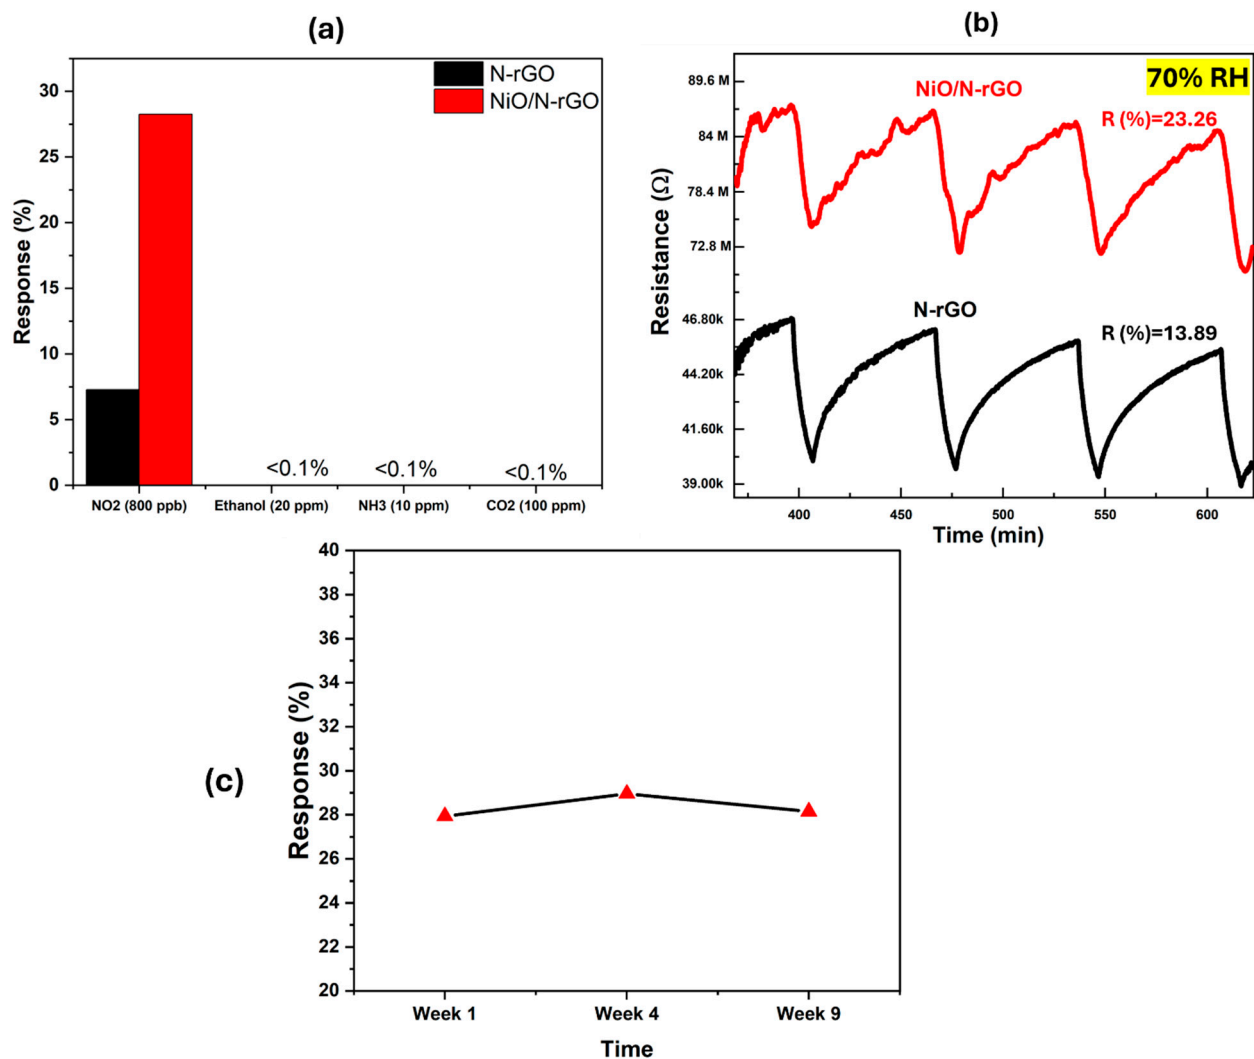 (a)
N-rGO
NiO/N-rGO
Response (%)
30
25
20
15
10
5
0
<0.1%
<0.1%
<0.1%
NO2 (800 ppb)
Ethanol (20 ppm)
NH3 (10 ppm)
CO2 (100 ppm)
(b)
70% RH
NiO/N-rGO
R (%)=23.26
N-rGO
R (%)=13.89
Resistance (Ω)
89.6 M
84 M
78.4 M
72.8 M
46.80k
44.20k
41.60k
39.00k
400
450
500
550
600
Time (min)
(c)
Response (%)
40
38
36
34
32
30
28
26
24
22
20
Week 1
Week 4
Week 9
Time